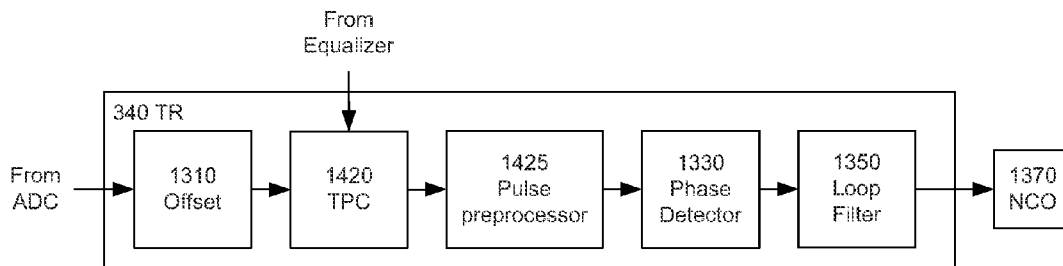 From
Equalizer
340 TR
From
ADC
1310
Offset
1420
TPC
1425
Pulse
preprocessor
1330
Phase
Detector
1350
Loop
Filter
1370
NCO